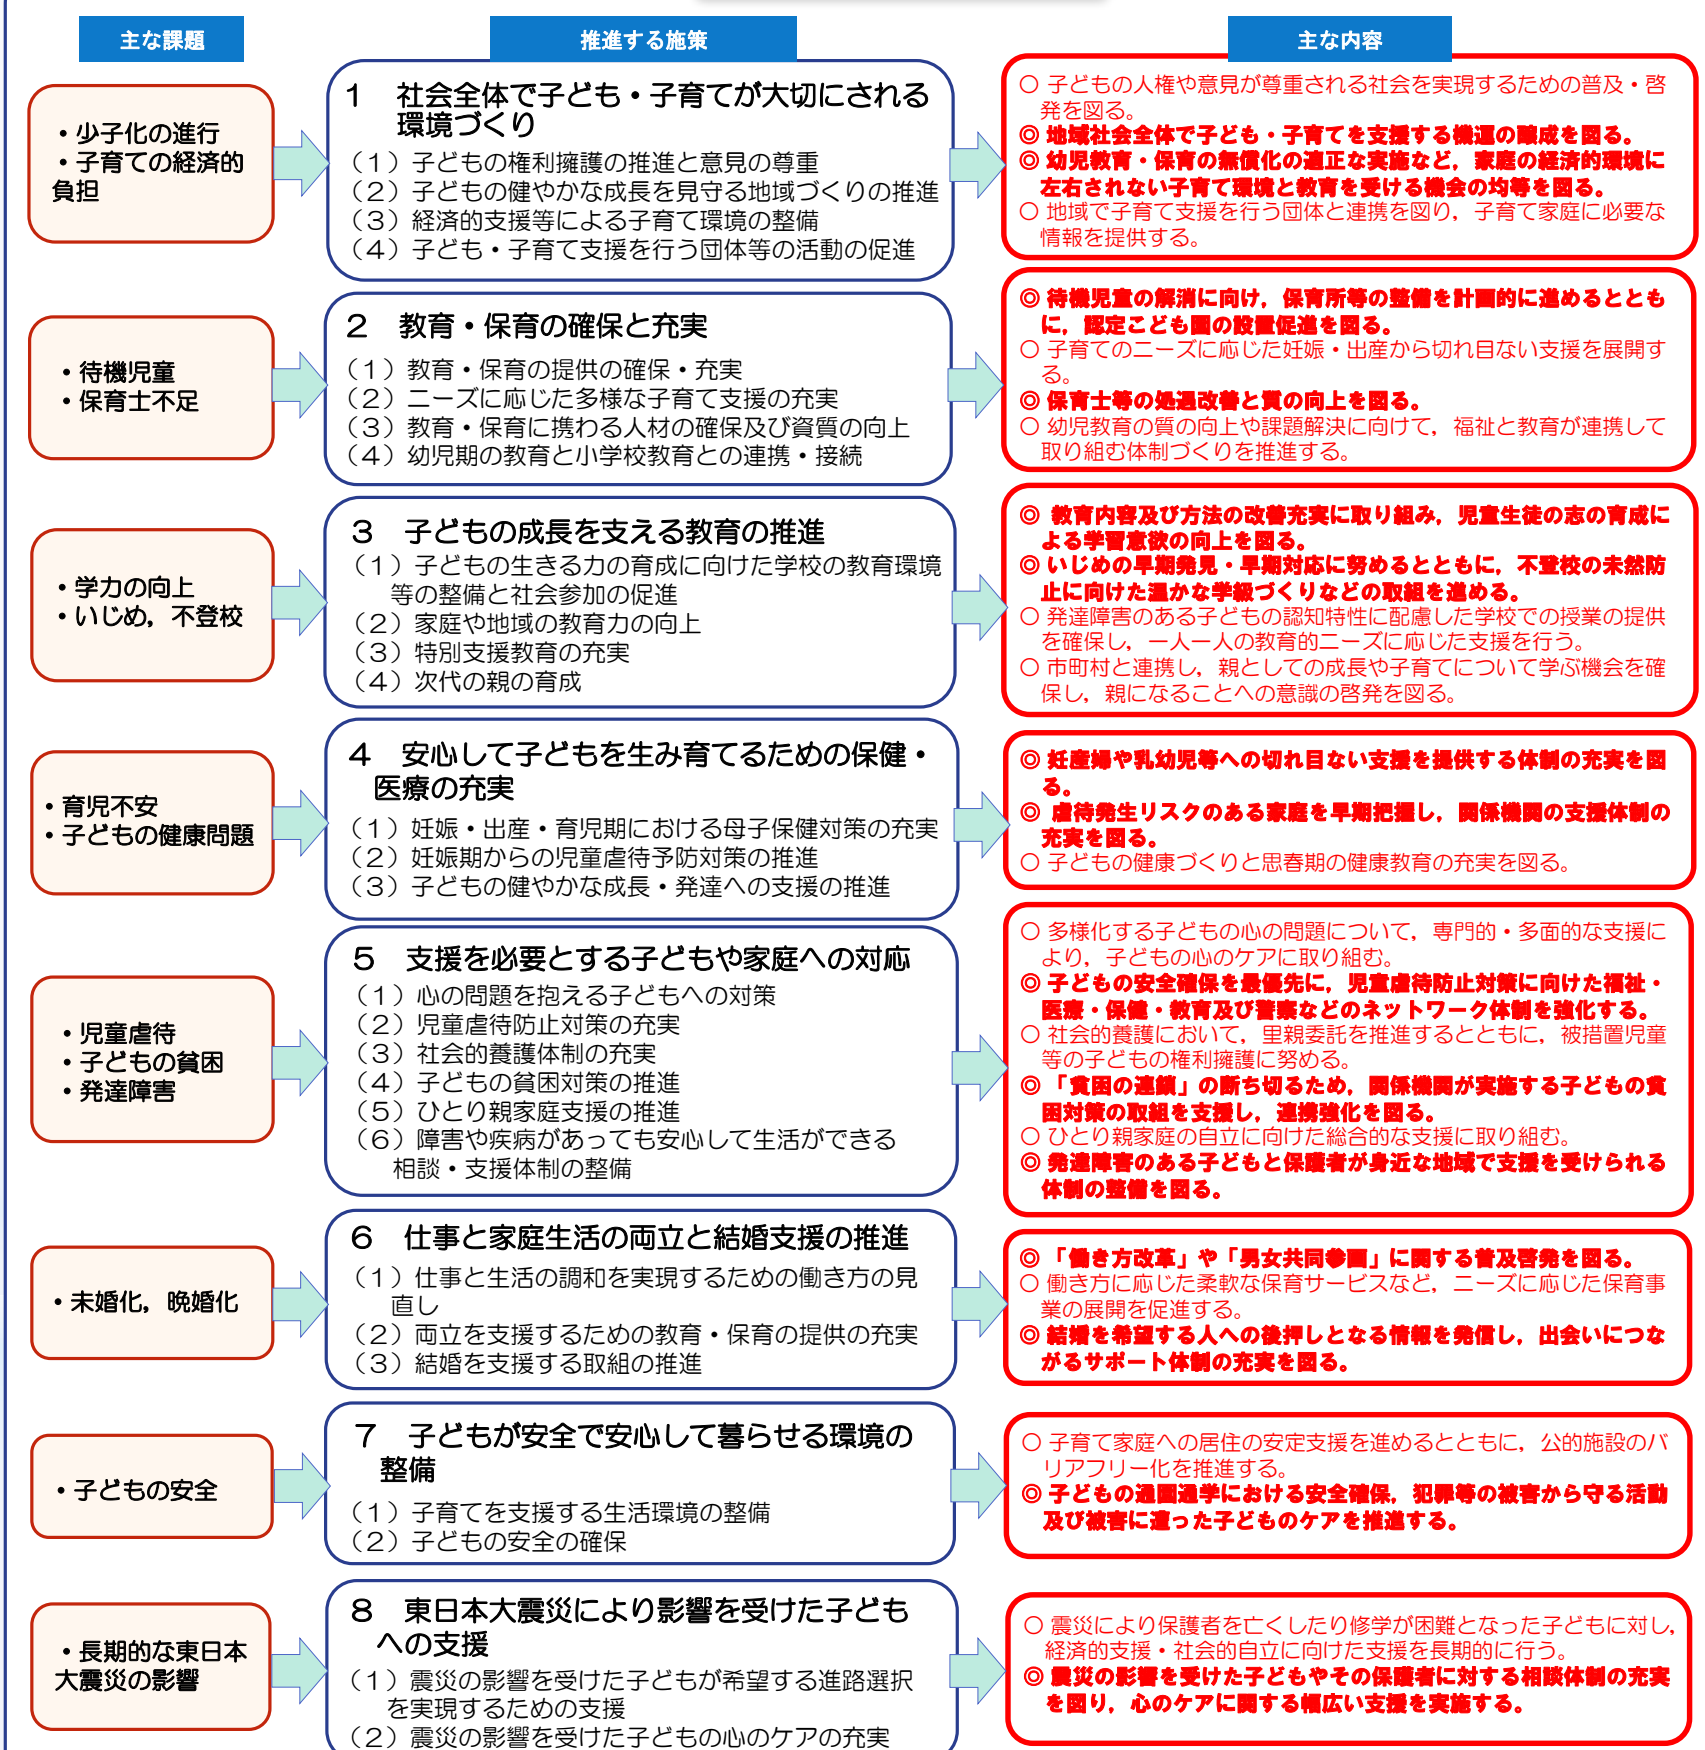 主な課題
推進する施策
主な内容
・少子化の進行
・子育ての経済的
負担
1 社会全体で子ども・子育てが大切にされる
環境づくり
（1）子どもの権利擁護の推進と意見の尊重
（2）子どもの健やかな成長を見守る地域づくりの推進
（3）経済的支援等による子育て環境の整備
（4）子ども・子育て支援を行う団体等の活動の促進
○ 子どもの人権や意見が尊重される社会を実現するための普及・啓
発を図る。
◎ 地域社会全体で子ども・子育てを支援する機運の醸成を図る。
◎ 幼児教育・保育の無償化の適正な実施など，家庭の経済的環境に
左右されない子育て環境と教育を受ける機会の均等を図る。
○ 地域で子育て支援を行う団体と連携を図り，子育て家庭に必要な
情報を提供する。
・待機児童
・保育士不足
2 教育・保育の確保と充実
（1）教育・保育の提供の確保・充実
（2）ニーズに応じた多様な子育て支援の充実
（3）教育・保育に携わる人材の確保及び資質の向上
（4）幼児期の教育と小学校教育との連携・接続
◎ 待機児童の解消に向け，保育所等の整備を計画的に進めるととも
に，認定こども園の設置促進を図る。
○ 子育てのニーズに応じた妊娠・出産から切れ目ない支援を展開す
る。
◎ 保育士等の処遇改善と質の向上を図る。
○ 幼児教育の質の向上や課題解決に向けて，福祉と教育が連携して
取り組む体制づくりを推進する。
・学力の向上
・いじめ，不登校
3 子どもの成長を支える教育の推進
（1）子どもの生きる力の育成に向けた学校の教育環境
等の整備と社会参加の促進
（2）家庭や地域の教育力の向上
（3）特別支援教育の充実
（4）次代の親の育成
◎ 教育内容及び方法の改善充実に取り組み，児童生徒の志の育成に
よる学習意欲の向上を図る。
◎ いじめの早期発見・早期対応に努めるとともに，不登校の未然防
止に向けた温かな学級づくりなどの取組を進める。
○ 発達障害のある子どもの認知特性に配慮した学校での授業の提供
を確保し，一人一人の教育的ニーズに応じた支援を行う。
○ 市町村と連携し，親としての成長や子育てについて学ぶ機会を確
保し，親になることへの意識の啓発を図る。
・育児不安
・子どもの健康問題
4 安心して子どもを生み育てるための保健・
医療の充実
（1）妊娠・出産・育児期における母子保健対策の充実
（2）妊娠期からの児童虐待予防対策の推進
（3）子どもの健やかな成長・発達への支援の推進
◎ 妊産婦や乳幼児等への切れ目ない支援を提供する体制の充実を図
る。
◎ 虐待発生リスクのある家庭を早期把握し，関係機関の支援体制の
充実を図る。
○ 子どもの健康づくりと思春期の健康教育の充実を図る。
・児童虐待
・子どもの貧困
・発達障害
5 支援を必要とする子どもや家庭への対応
（1）心の問題を抱える子どもへの対策
（2）児童虐待防止対策の充実
（3）社会的養護体制の充実
（4）子どもの貧困対策の推進
（5）ひとり親家庭支援の推進
（6）障害や疾病があっても安心して生活ができる
相談・支援体制の整備
○ 多様化する子どもの心の問題について，専門的・多面的な支援に
より，子どもの心のケアに取り組む。
◎ 子どもの安全確保を最優先に，児童虐待防止対策に向けた福祉・
医療・保健・教育及び警察などのネットワーク体制を強化する。
○ 社会的養護において，里親委託を推進するとともに，被措置児童
等の子どもの権利擁護に努める。
◎ 「貧困の連鎖」の断ち切るため，関係機関が実施する子どもの貧
困対策の取組を支援し，連携強化を図る。
○ ひとり親家庭の自立に向けた総合的な支援に取り組む。
◎ 発達障害のある子どもと保護者が身近な地域で支援を受けられる
体制の整備を図る。
・未婚化，晩婚化
6 仕事と家庭生活の両立と結婚支援の推進
（1）仕事と生活の調和を実現するための働き方の見
直し
（2）両立を支援するための教育・保育の提供の充実
（3）結婚を支援する取組の推進
◎ 「働き方改革」や「男女共同参画」に関する普及啓発を図る。
○ 働き方に応じた柔軟な保育サービスなど，ニーズに応じた保育事
業の展開を促進する。
◎ 結婚を希望する人への後押しとなる情報を発信し，出会いにつな
がるサポート体制の充実を図る。
・子どもの安全
7 子どもが安全で安心して暮らせる環境の
整備
（1）子育てを支援する生活環境の整備
（2）子どもの安全の確保
○ 子育て家庭への居住の安定支援を進めるとともに，公的施設のバ
リアフリー化を推進する。
◎ 子どもの通園通学における安全確保，犯罪等の被害から守る活動
及び被害に遭った子どものケアを推進する。
・長期的な東日本
大震災の影響
8 東日本大震災により影響を受けた子ども
への支援
（1）震災の影響を受けた子どもが希望する進路選択
を実現するための支援
（2）震災の影響を受けた子どもの心のケアの充実
○ 震災により保護者を亡くしたり修学が困難となった子どもに対し，
経済的支援・社会的自立に向けた支援を長期的に行う。
◎ 震災の影響を受けた子どもやその保護者に対する相談体制の充実
を図り，心のケアに関する幅広い支援を実施する。